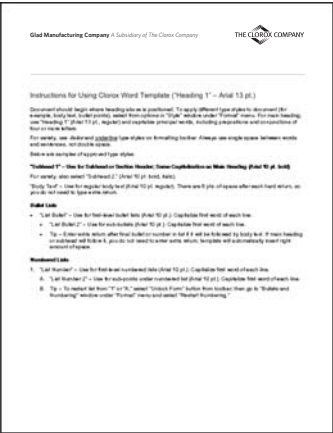 Glad Manufacturing Company A Subsidiary of The Clorox Company
THE CLOROX COMPANY
Instructions for Using Clorox Word Template ("Heading 1" – Arial 13 pt.)
Document should begin where heading above is positioned. To apply different type styles to document (for
example, body text, bullet points), select from options in "Style" window under "Format" menu. For main heading,
use "Heading 1" (Arial 13 pt., regular) and capitalize principal words, including prepositions and conjunctions of
four or more letters.
For variety, use italic and underline type styles on formatting toolbar. Always use single space between words
and sentences, not double space.
Below are samples of approved type styles.
"Subhead 1" – Use for Subhead or Section Header; Same Capitalization as Main Heading (Arial 10 pt. bold)
For variety, also select "Subhead 2." (Arial 10 pt. bold, italic).
"Body Text" – Use for regular body text (Arial 10 pt. regular). There are 6 pts. of space after each hard return, so
you do not need to type extra return.
Bullet Lists
• "List Bullet" – Use for first-level bullet lists (Arial 10 pt.). Capitalize first word of each line.
• "List Bullet 2" – Use for sub-bullets (Arial 10 pt.). Capitalize first word of each line.
• Tip – Enter extra return after final bullet or number in list if it will be followed by body text. If mean heading
or subhead will follow it, you do not need to enter extra return; template will automatically insert right
amount of space.
Numbered Lists
1. "List Number" – Use for first-level numbered lists (Arial 10 pt.). Capitalize first word of each line.
A. "List Number 2" – Use for sub-points under numbered list (Arial 10 pt.). Capitalize first word of each line.
B. Tip – To restart list from "1" or "A," select "Unlock Form" button from toolbar, then go to "Bullets and
Numbering" window under "Format" menu and select "Restart Numbering."